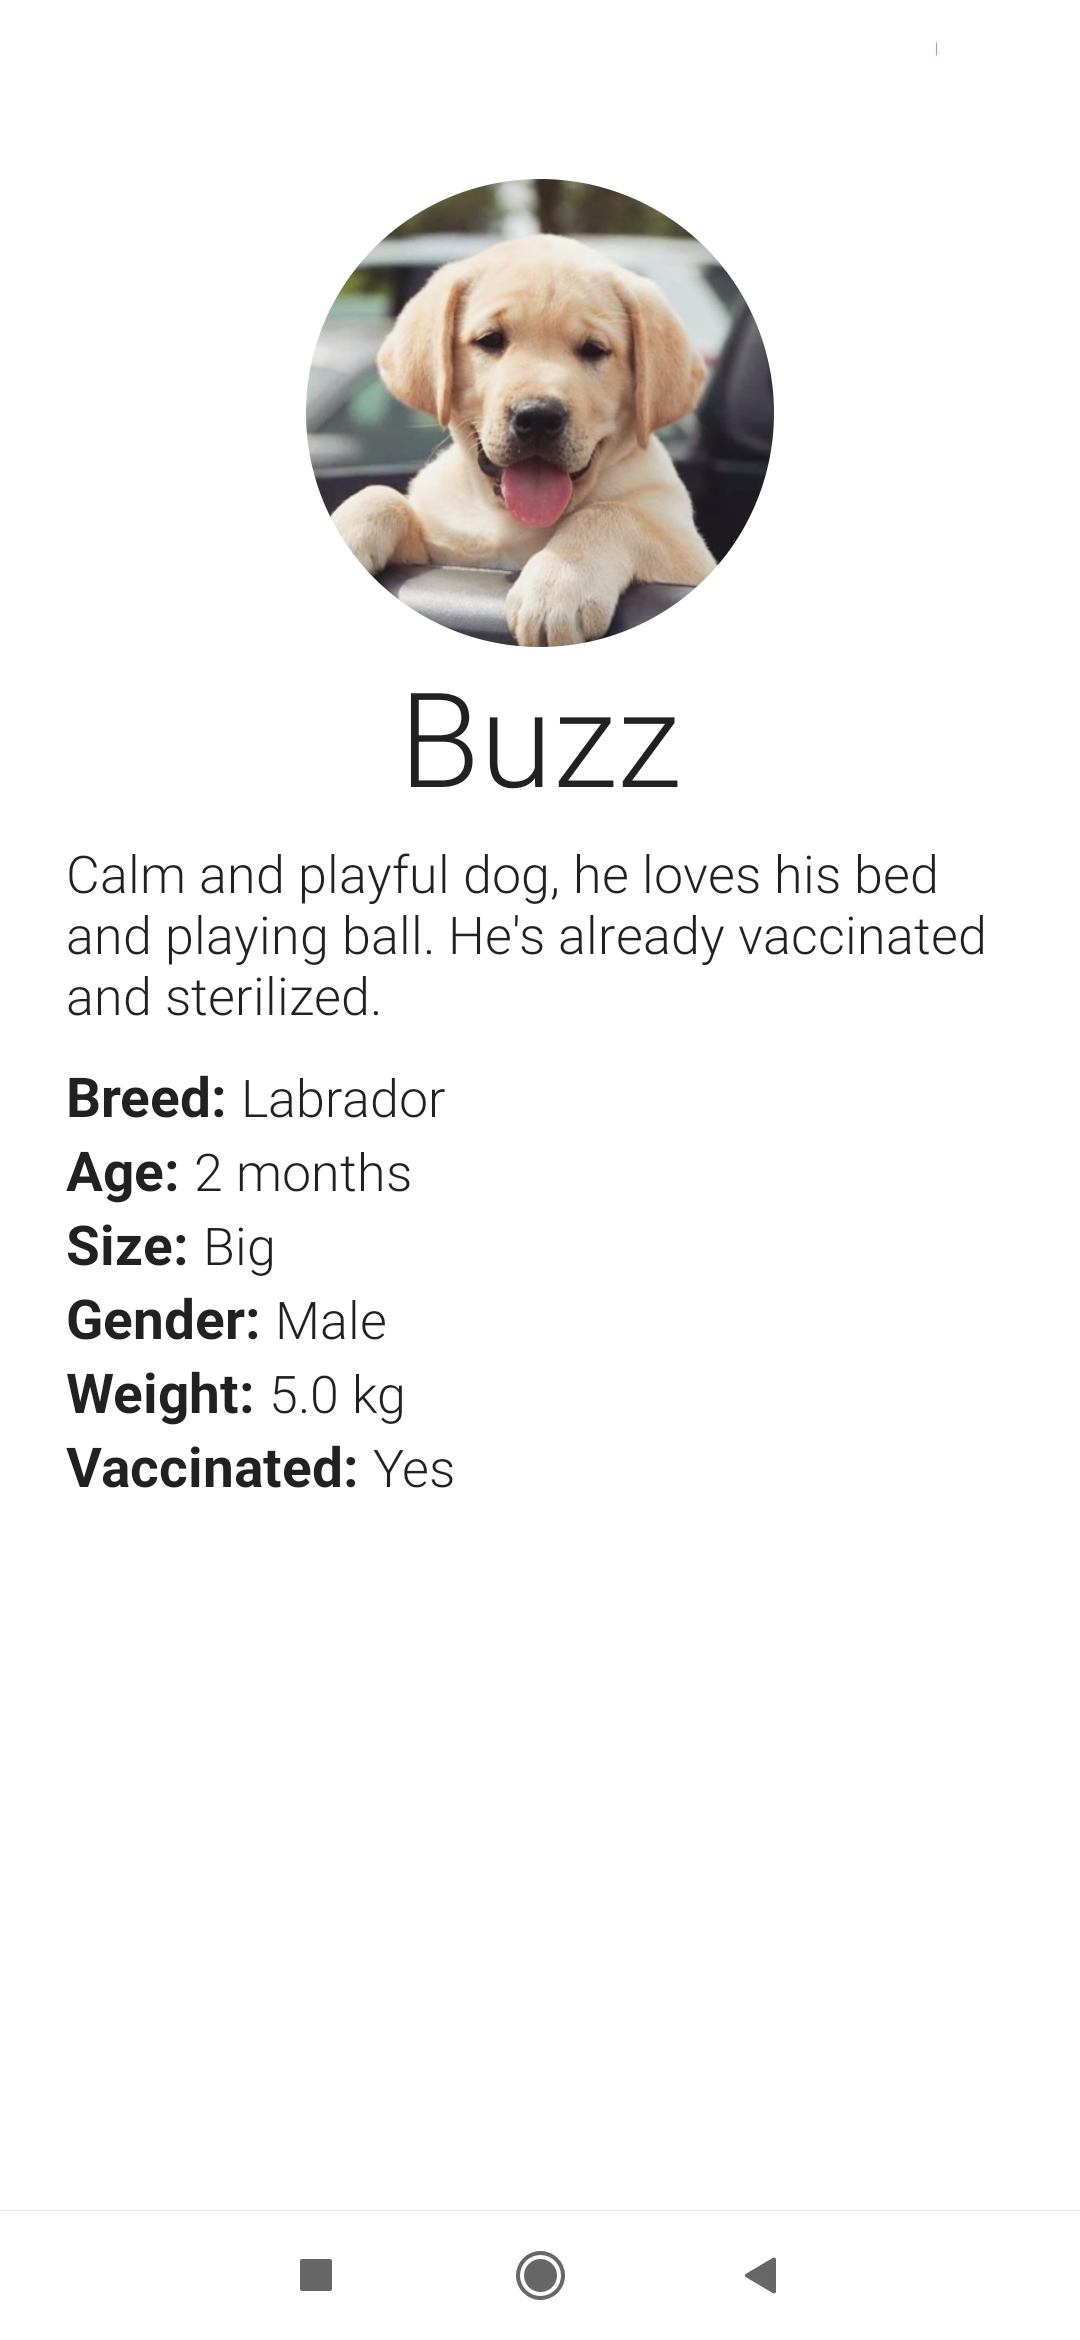 Buzz
Calm and playful dog, he loves his bed
and playing ball. He's already vaccinated
and sterilized.
Breed: Labrador
Age: 2 months
Size: Big
Gender: Male
Weight: 5.0 kg
Vaccinated: Yes